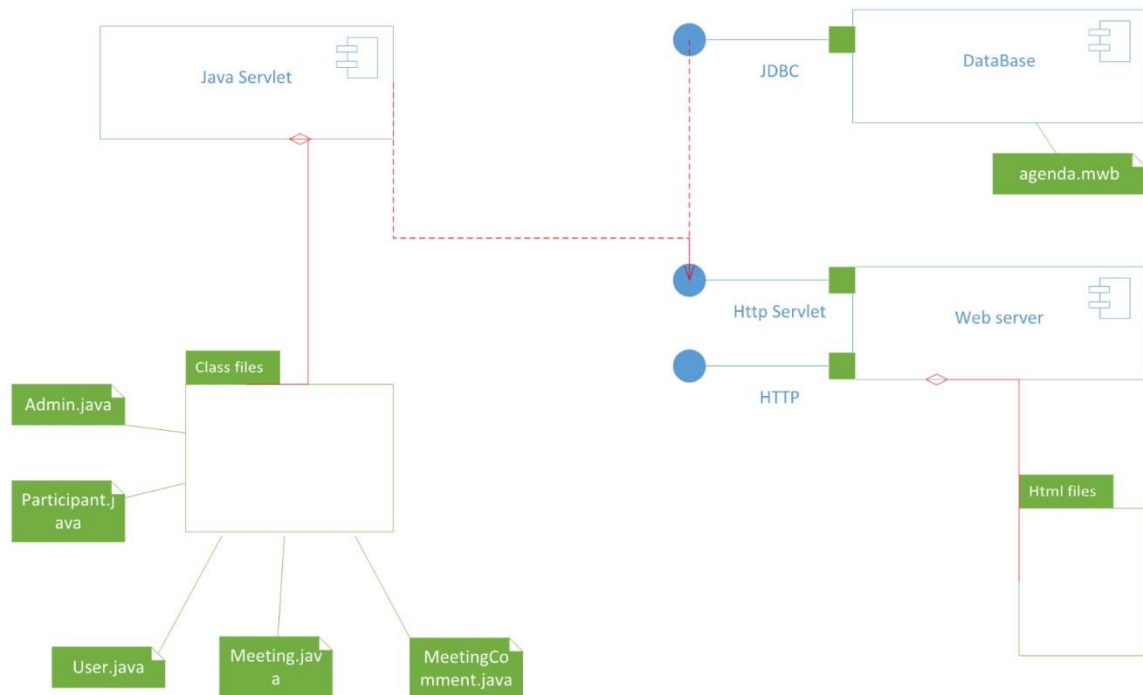 Java Servlet
JDBC
DataBase
agenda.mwb
Http Servlet
Web server
HTTP
Class files
Admin.java
Participant.j
ava
Html files
User.java
Meeting.jav
a
MeetingCo
mment.java